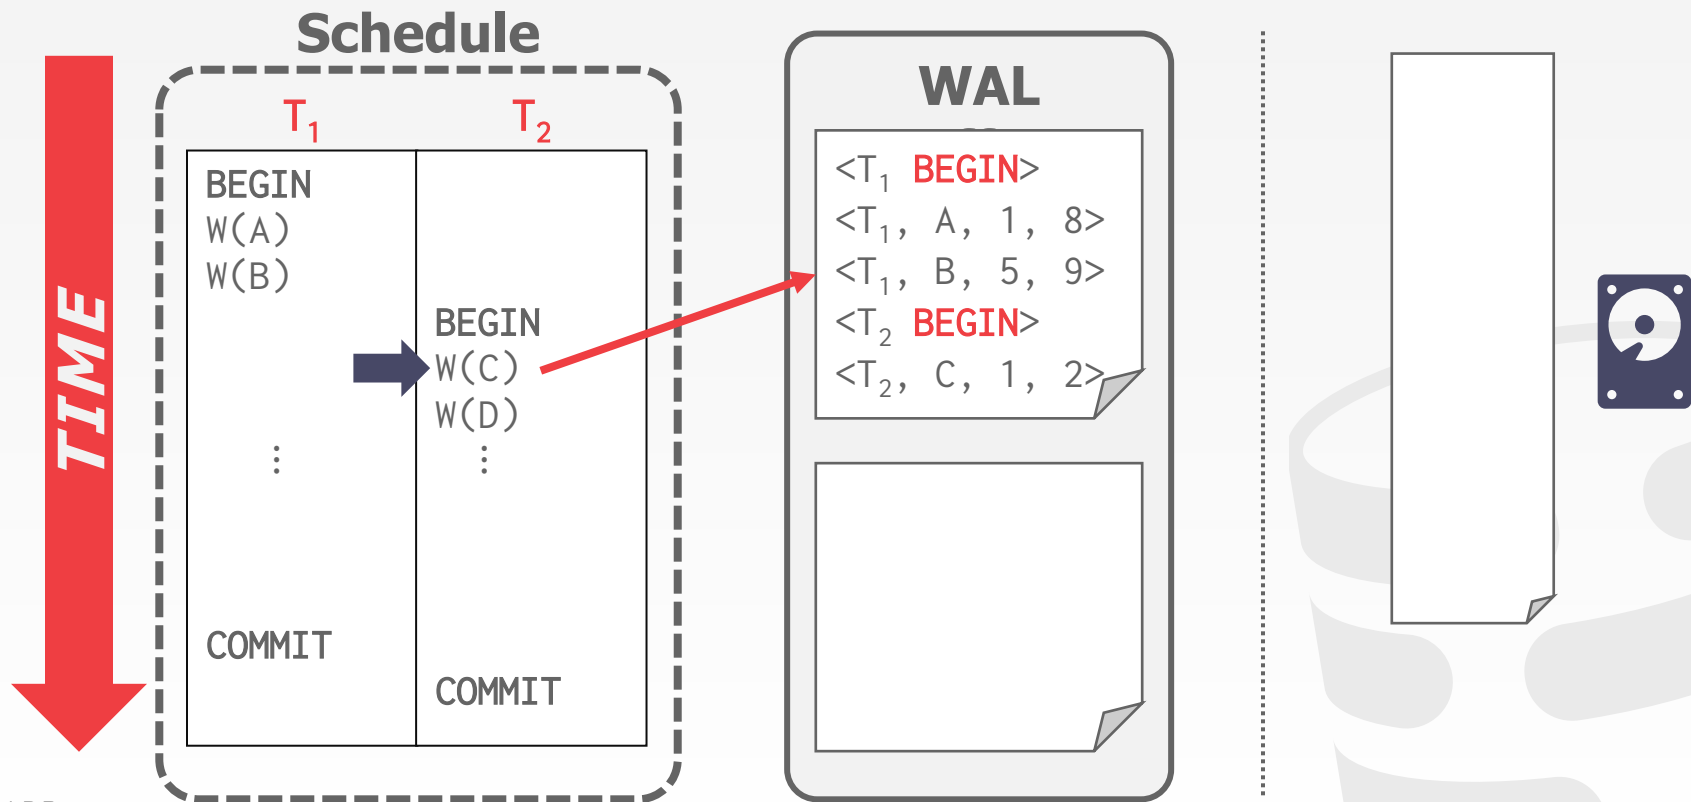 Schedule
TIME
T1 T2
BEGIN
W(A)
W(B)
BEGIN
W(C)
W(D)
⋮ ⋮
COMMIT
COMMIT
WAL
<T1 BEGIN>
<T1, A, 1, 8>
<T1, B, 5, 9>
<T2 BEGIN>
<T2, C, 1, 2>